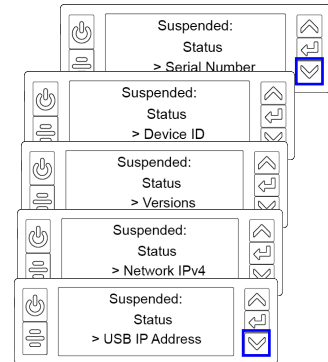 Suspended:
Status
> Serial Number
Suspended:
Status
> Device ID
Suspended:
Status
> Versions
Suspended:
Status
> Network IPv4
Suspended:
Status
> USB IP Address